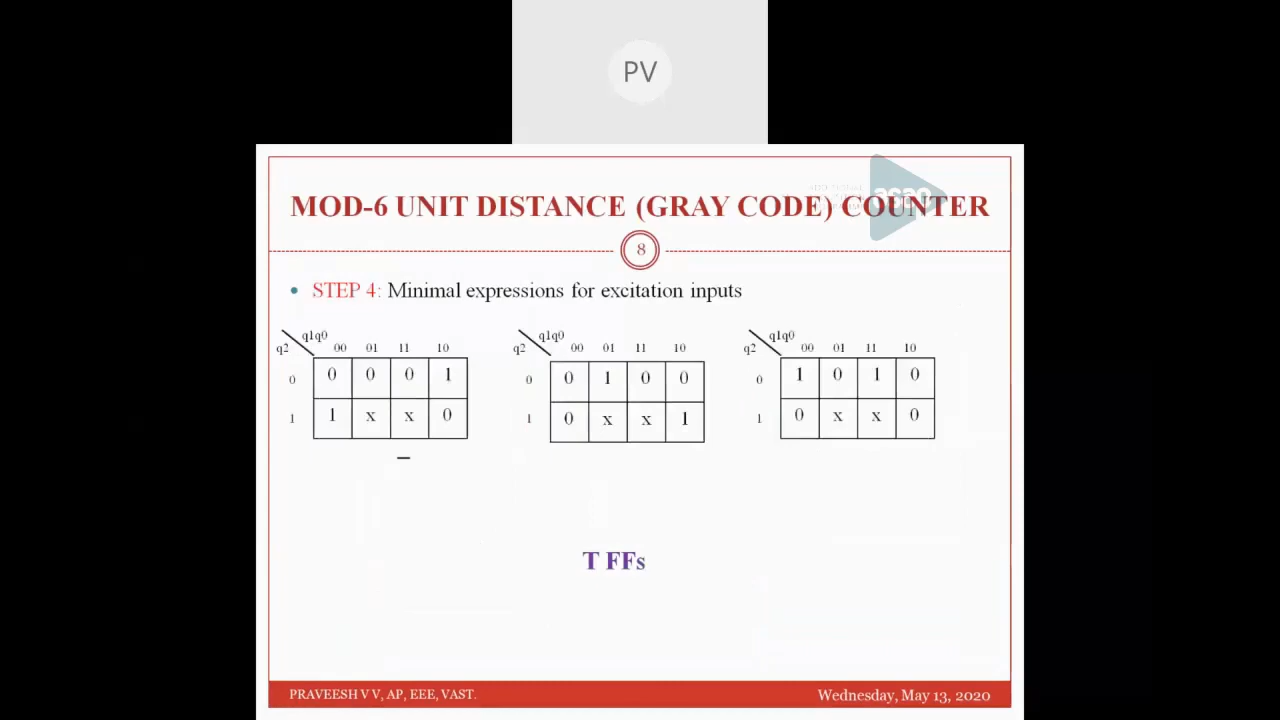 PV
MOD-6 UNIT DISTANCE (GRAY CODE) COUNTER
8
• STEP 4: Minimal expressions for excitation inputs
q1q0
q2 00 01 11 10
0 0 0 0 1
1 1 x x 0
q1q0
q2 00 01 11 10
0 0 1 0 0
1 0 x x 1
q1q0
q2 00 01 11 10
0 1 0 1 0
1 0 x x 0
T FFs
PRAVEESH V V, AP, EEE, VAST.
Wednesday, May 13, 2020